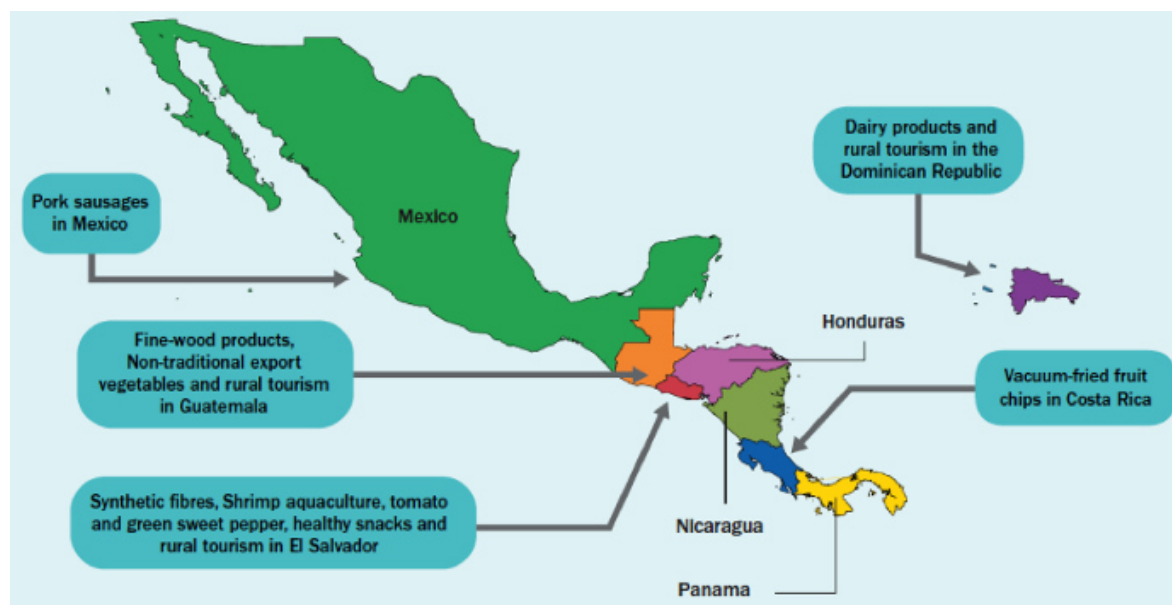 Dairy products and
rural tourism in the
Dominican Republic
Pork sausages
in Mexico
Mexico
Honduras
Fine-wood products,
Non-traditional export
vegetables and rural tourism
in Guatemala
Vacuum-fried fruit
chips in Costa Rica
Synthetic fibres, Shrimp aquaculture, tomato
and green sweet pepper, healthy snacks and
rural tourism in El Salvador
Nicaragua
Panama